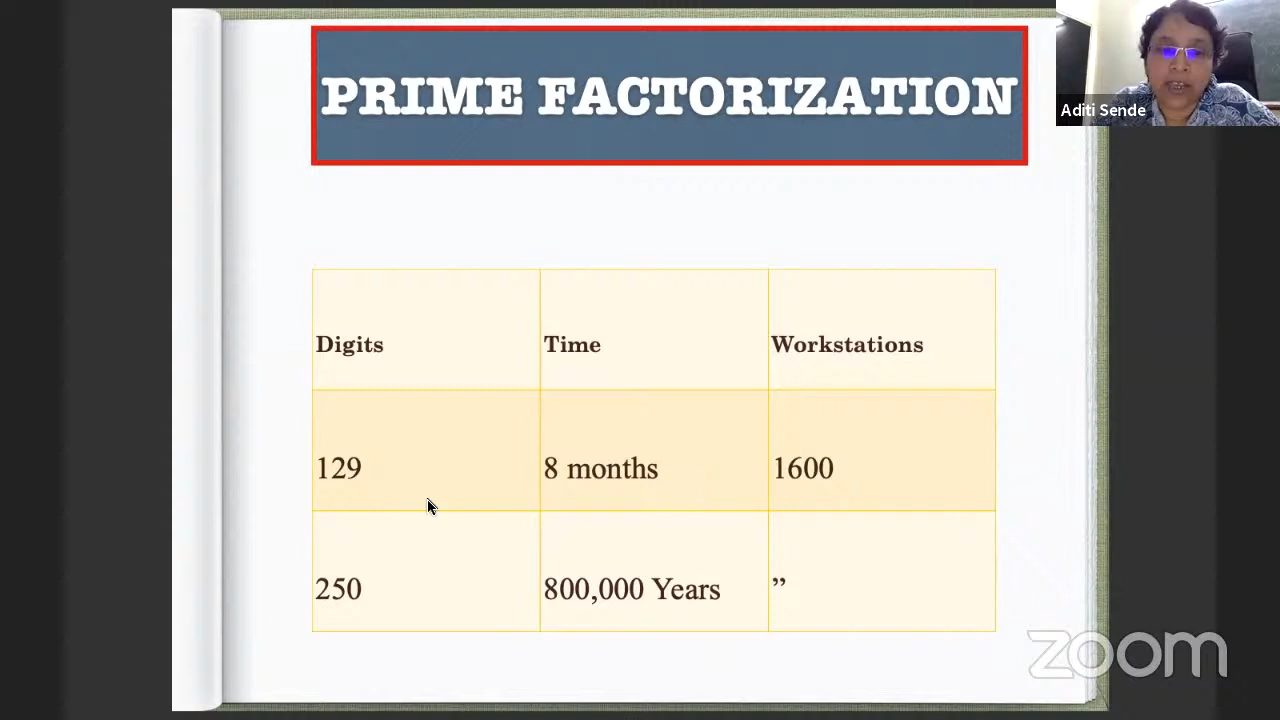 PRIME FACTORIZATION
Aditi Sende
Digits Time Workstations
129 8 months 1600
250 800,000 Years ”
zoom